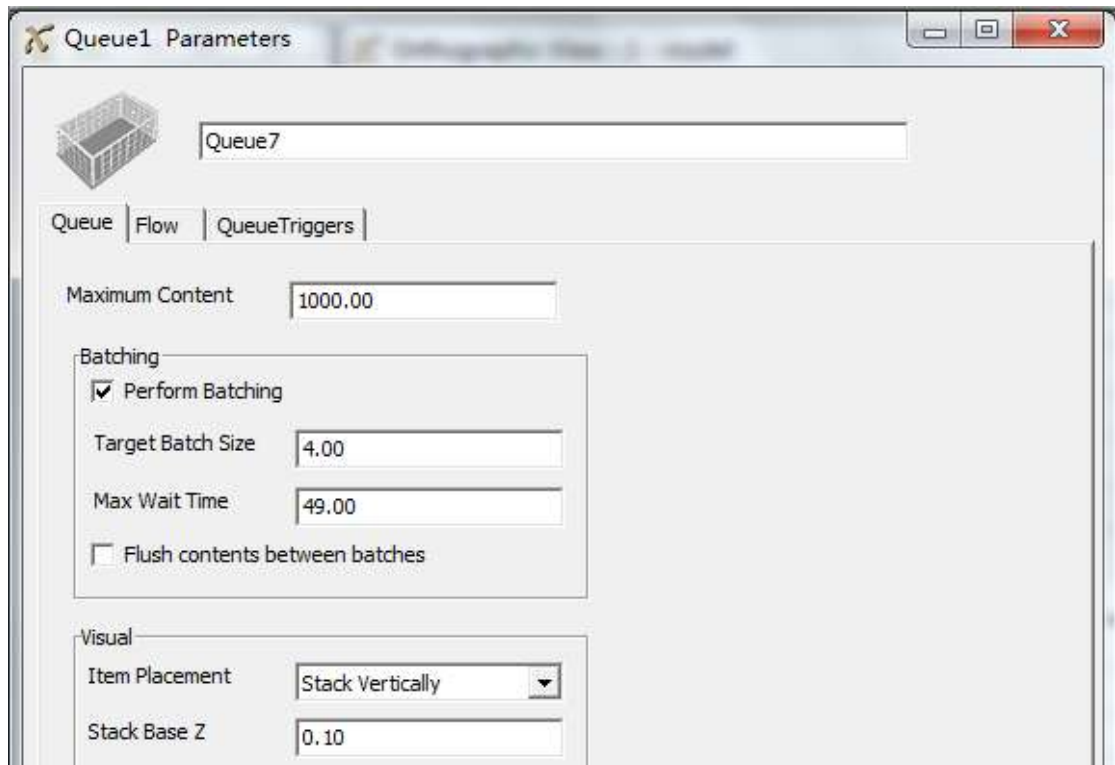 Queue1 Parameters
Queue7
Queue Flow QueueTriggers
Maximum Content 1000.00
Batching
Perform Batching
Target Batch Size 4.00
Max Wait Time 49.00
Flush contents between batches
Visual
Item Placement Stack Vertically
Stack Base Z 0.10